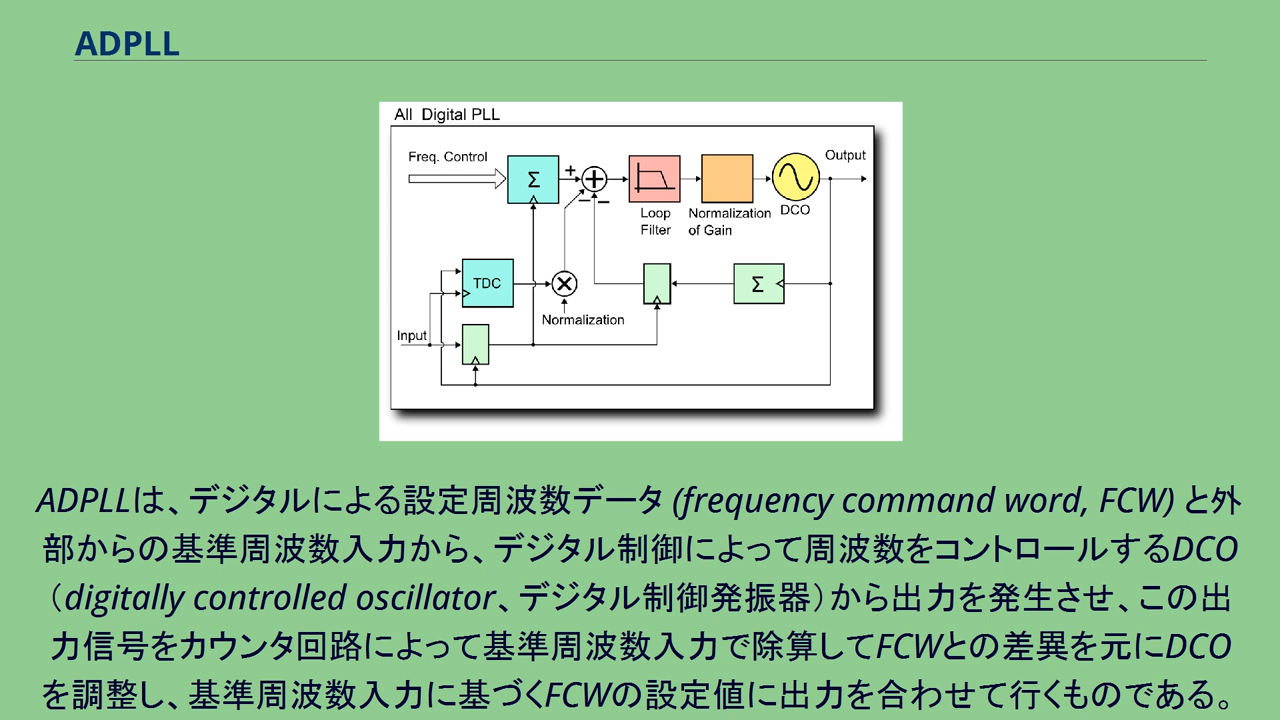 ADPLL
All Digital PLL
Freq. Control
Σ
+
Output
− −
Loop
Filter
Normalization
of Gain
DCO
TDC
Σ
Normalization
Input
ADPLLは、デジタルによる設定周波数データ (frequency command word, FCW) と外
部からの基準周波数入力から、デジタル制御によって周波数をコントロールするDCO
（digitally controlled oscillator、デジタル制御発振器）から出力を発生させ、この出
力信号をカウンタ回路によって基準周波数入力で除算してFCWとの差異を元にDCO
を調整し、基準周波数入力に基づくFCWの設定値に出力を合わせて行くものである。